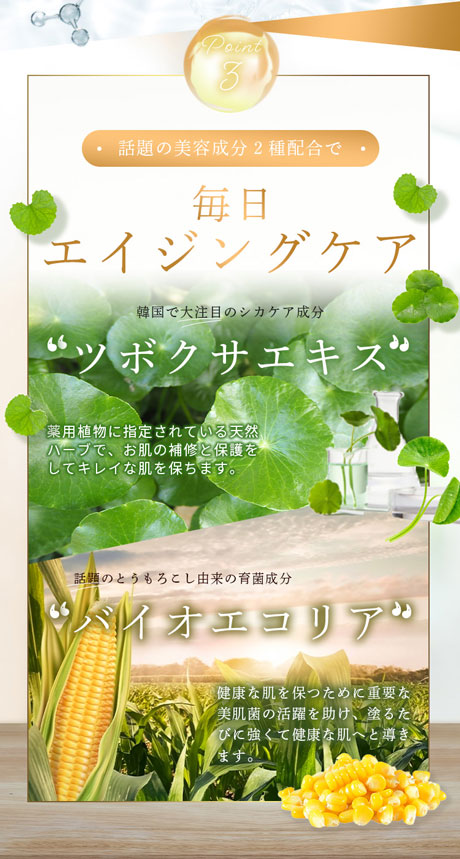 Point
3
・話題の美容成分2種配合で・
毎日
エイジングケア
韓国で大注目のシカケア成分
“ツボクサエキス”
薬用植物に指定されている天然
ハーブで、お肌の補修と保護を
してキレイな肌を保ちます。
話題のとうもろこし由来の育菌成分
“バイオエコリア”
健康な肌を保つために重要な
美肌菌の活躍を助け、塗るた
びに強くて健康な肌へと導き
ます。